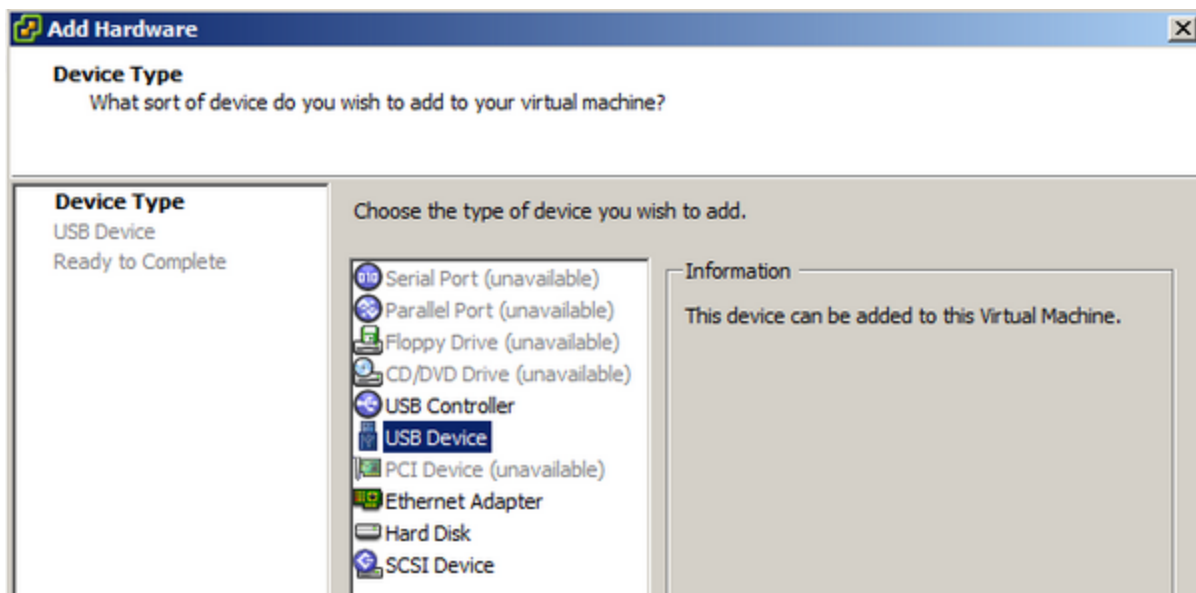 Add Hardware
Device Type
What sort of device do you wish to add to your virtual machine?
Device Type
USB Device
Ready to Complete
Choose the type of device you wish to add.
Serial Port (unavailable)
Parallel Port (unavailable)
Floppy Drive (unavailable)
CD/DVD Drive (unavailable)
USB Controller
USB Device
PCI Device (unavailable)
Ethernet Adapter
Hard Disk
SCSI Device
Information
This device can be added to this Virtual Machine.